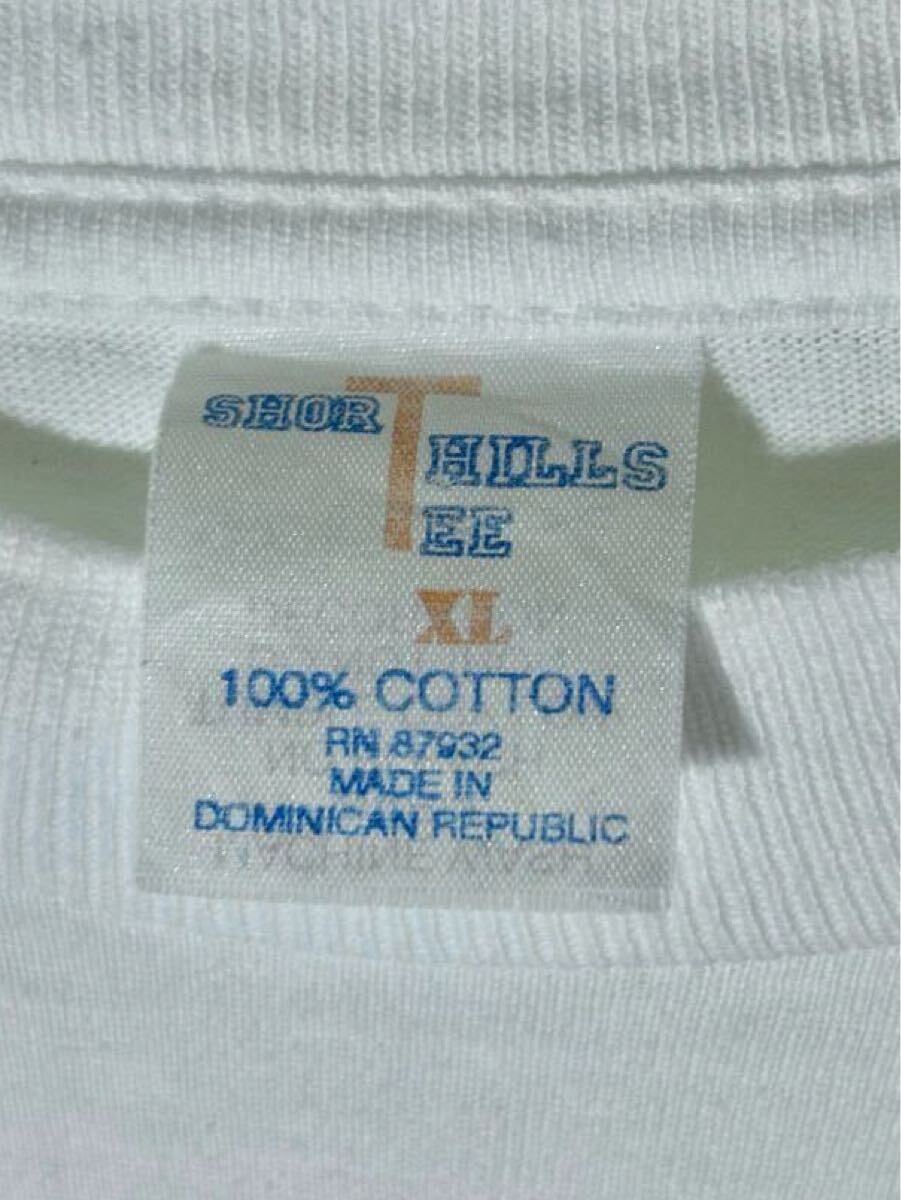 SHORT
HILLS
TEE
XL
100% COTTON
RN 87932
MADE IN
DOMINICAN REPUBLIC